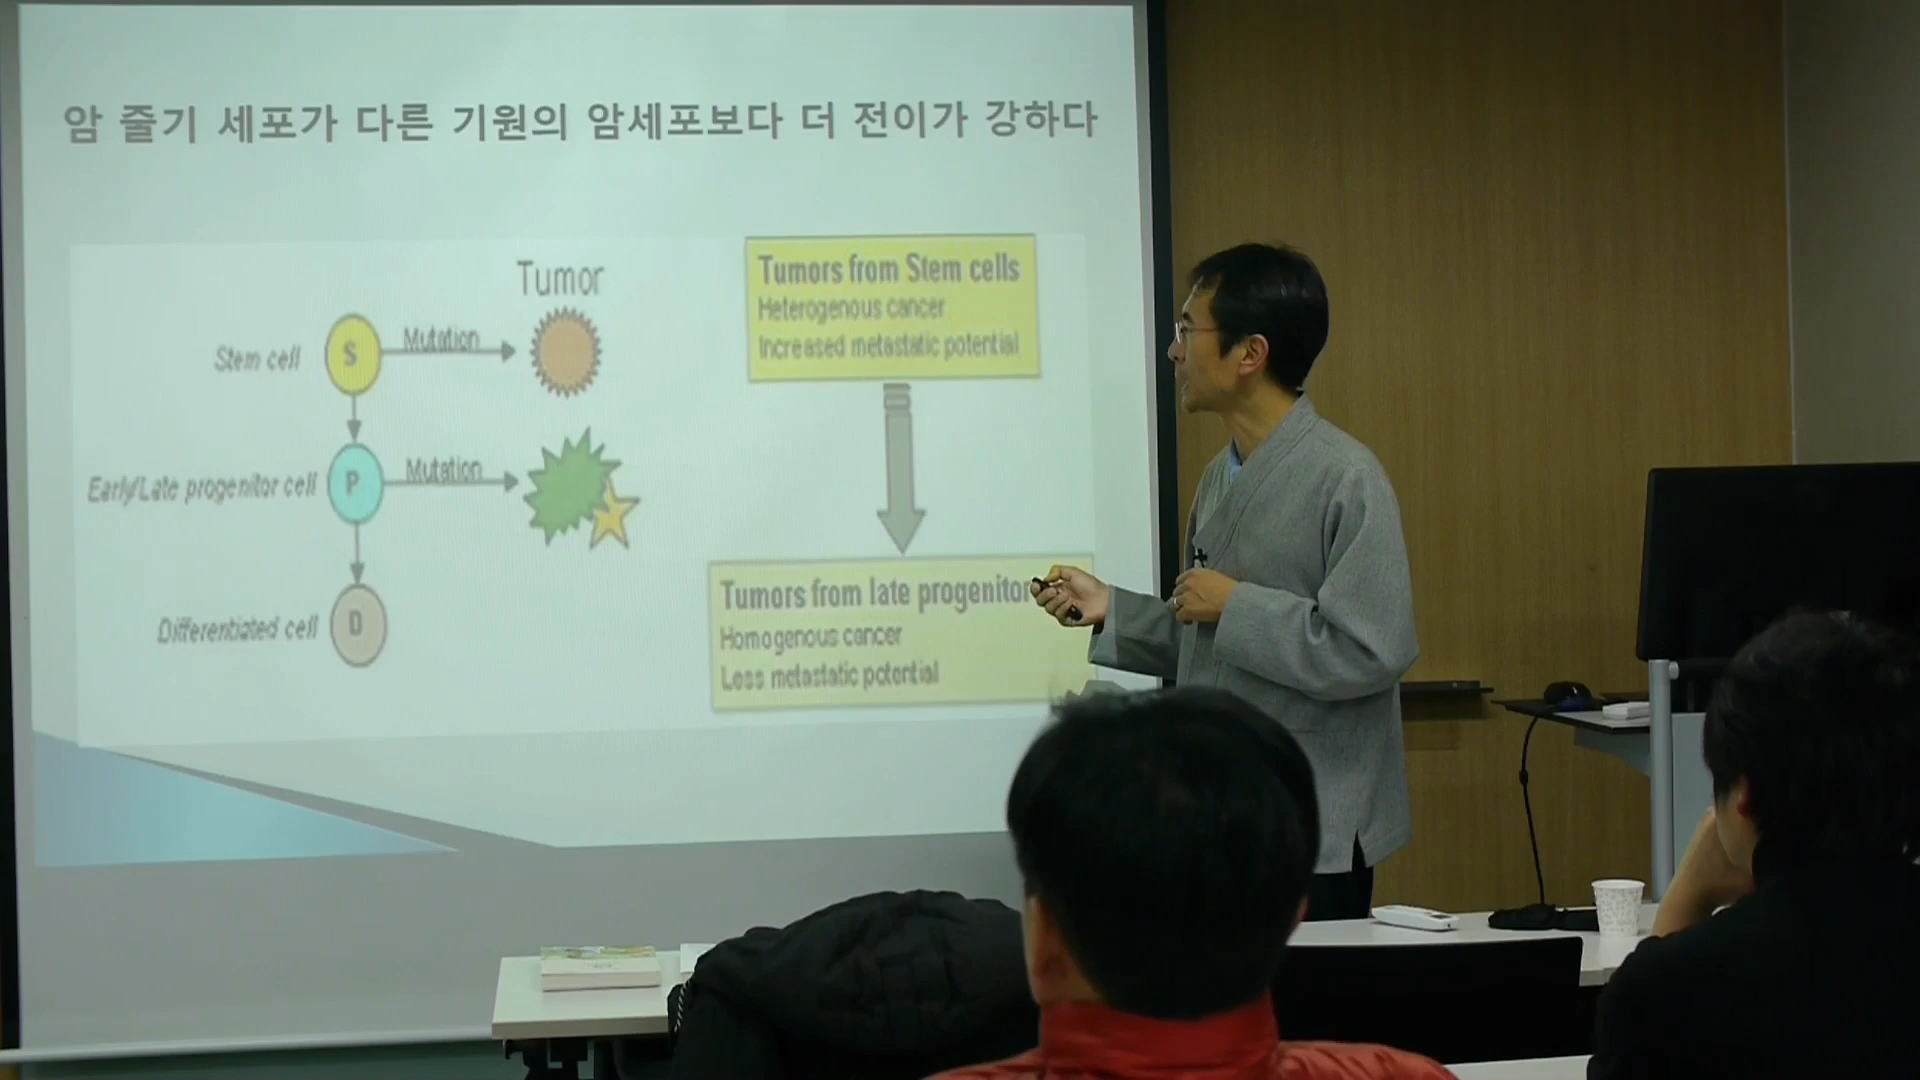 암 줄기 세포가 다른 기원의 암세포보다 더 전이가 강하다
Tumor
Stem cell
S
Mutation
Early/Late progenitor cell
P
Mutation
Differentiated cell
D
Tumors from Stem cells
Heterogenous cancer
Increased metastatic potential
Tumors from late progenitor
Homogenous cancer
Less metastatic potential